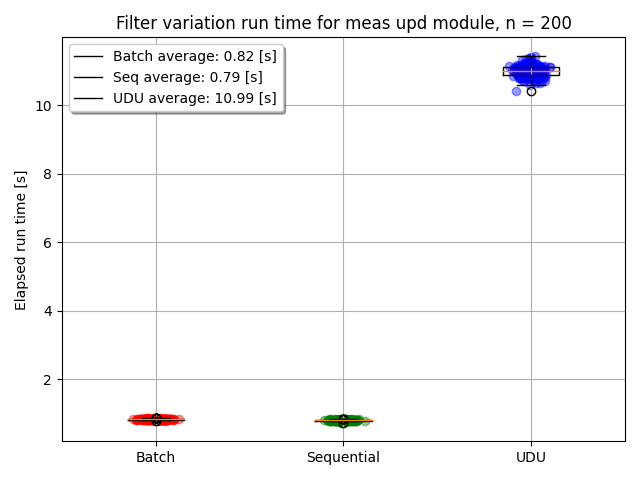 Filter variation run time for meas upd module, n = 200
Batch average: 0.82 [s]
Seq average: 0.79 [s]
UDU average: 10.99 [s]
Elapsed run time [s]
10
8
6
4
2
Batch
Sequential
UDU